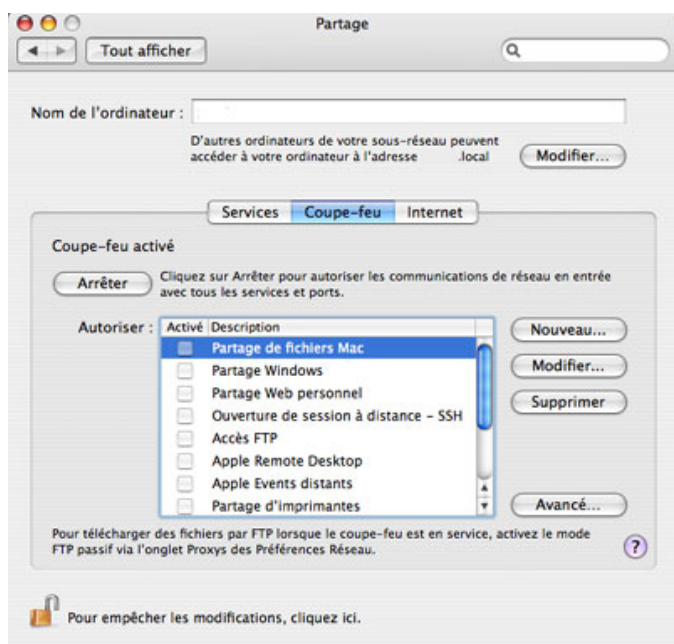 Partage
Tout afficher
Nom de l'ordinateur :
D'autres ordinateurs de votre sous-réseau peuvent
accéder à votre ordinateur à l'adresse .local
Modifier...
Services Coupe-feu Internet
Coupe-feu activé
Arrêter
Cliquez sur Arrêter pour autoriser les communications de réseau en entrée
avec tous les services et ports.
Autoriser :
Activé Description
Partage de fichiers Mac
Partage Windows
Partage Web personnel
Ouverture de session à distance – SSH
Accès FTP
Apple Remote Desktop
Apple Events distants
Partage d'imprimantes
Nouveau...
Modifier...
Supprimer
Avancé...
Pour télécharger des fichiers par FTP lorsque le coupe-feu est en service, activez le mode
FTP passif via l'onglet Proxys des Préférences Réseau.
?
Pour empêcher les modifications, cliquez ici.